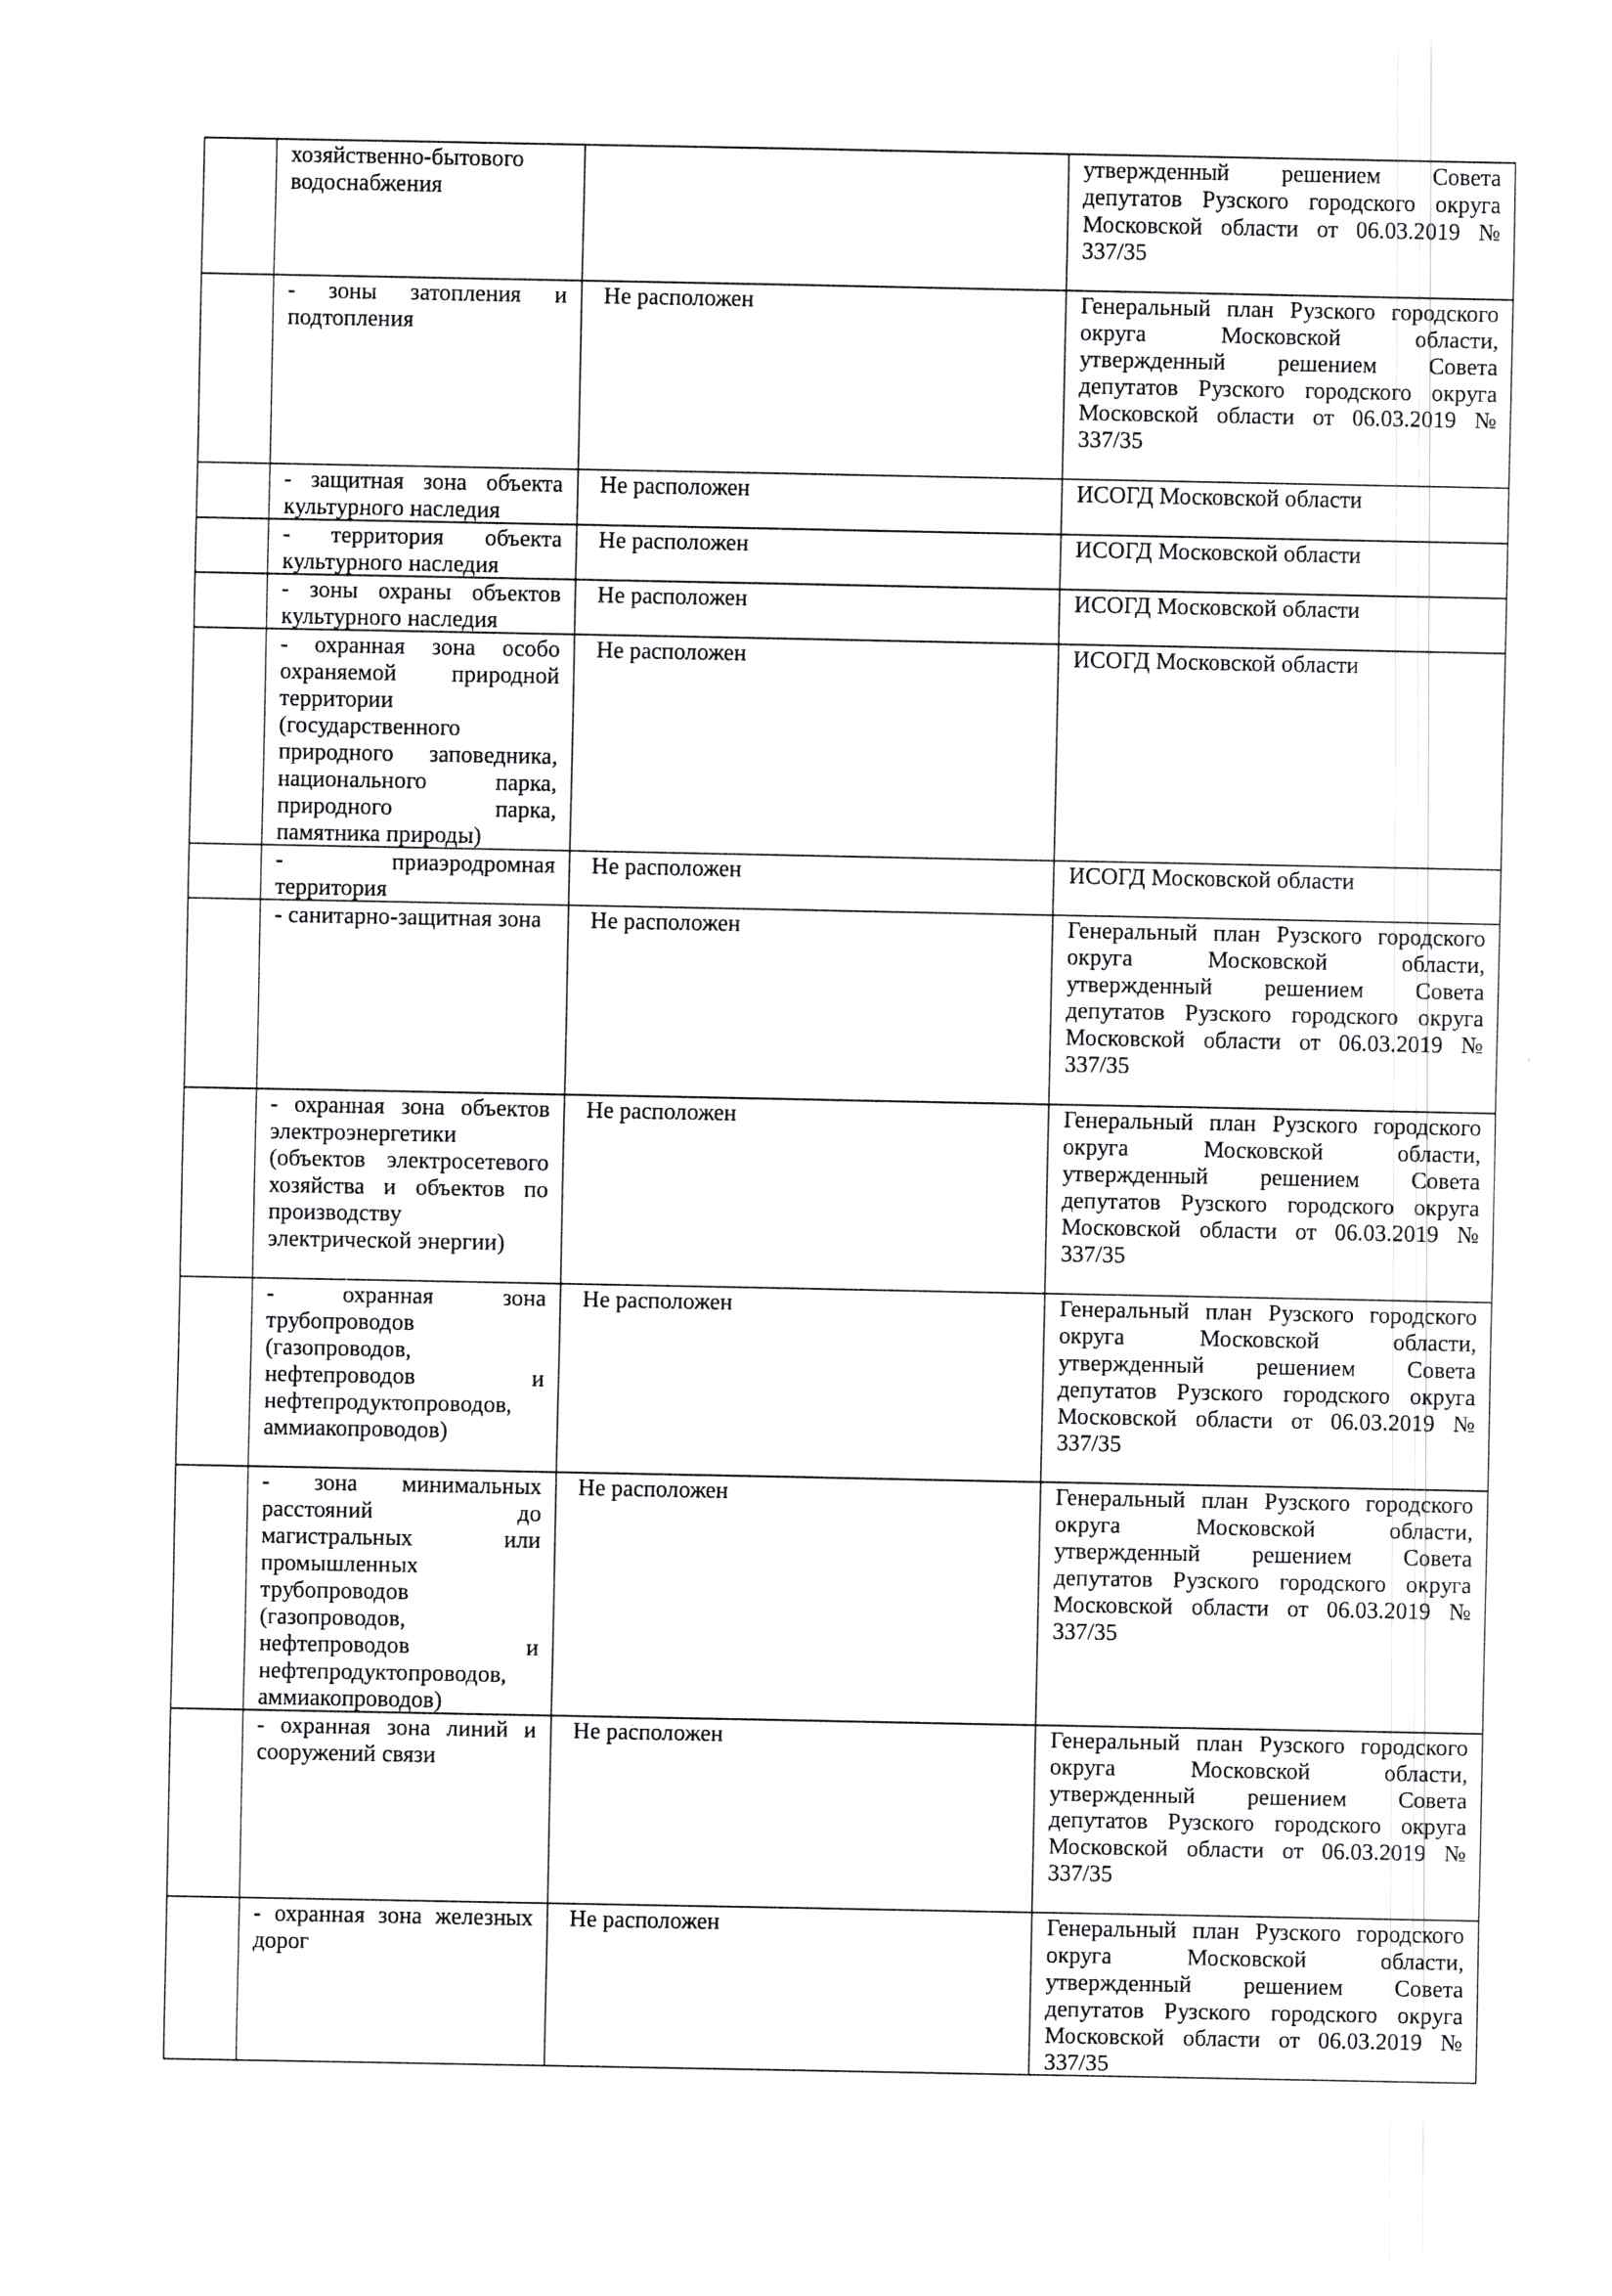 хозяйственно-бытового
водоснабжения
утвержденный решением Совета
депутатов Рузского городского округа
Московской области от 06.03.2019 №
337/35
- зоны затопления и
подтопления
Не расположен
Генеральный план Рузского городского
округа Московской области,
утвержденный решением Совета
депутатов Рузского городского округа
Московской области от 06.03.2019 №
337/35
- защитная зона объекта
культурного наследия
Не расположен
ИСОГД Московской области
- территория объекта
культурного наследия
Не расположен
ИСОГД Московской области
- зоны охраны объектов
культурного наследия
Не расположен
ИСОГД Московской области
- охранная зона особо
охраняемой природной
территории
(государственного
природного заповедника,
национального парка,
природного парка,
памятника природы)
Не расположен
ИСОГД Московской области
- приаэродромная
территория
Не расположен
ИСОГД Московской области
- санитарно-защитная зона
Не расположен
Генеральный план Рузского городского
округа Московской области,
утвержденный решением Совета
депутатов Рузского городского округа
Московской области от 06.03.2019 №
337/35
- охранная зона объектов
электроэнергетики
(объектов электросетевого
хозяйства и объектов по
производству
электрической энергии)
Не расположен
Генеральный план Рузского городского
округа Московской области,
утвержденный решением Совета
депутатов Рузского городского округа
Московской области от 06.03.2019 №
337/35
- охранная зона
трубопроводов
(газопроводов,
нефтепроводов и
нефтепродуктопроводов,
аммиакопроводов)
Не расположен
Генеральный план Рузского городского
округа Московской области,
утвержденный решением Совета
депутатов Рузского городского округа
Московской области от 06.03.2019 №
337/35
- зона минимальных
расстояний до
магистральных или
промышленных
трубопроводов
(газопроводов,
нефтепроводов и
нефтепродуктопроводов,
аммиакопроводов)
Не расположен
Генеральный план Рузского городского
округа Московской области,
утвержденный решением Совета
депутатов Рузского городского округа
Московской области от 06.03.2019 №
337/35
- охранная зона линий и
сооружений связи
Не расположен
Генеральный план Рузского городского
округа Московской области,
утвержденный решением Совета
депутатов Рузского городского округа
Московской области от 06.03.2019 №
337/35
- охранная зона железных
дорог
Не расположен
Генеральный план Рузского городского
округа Московской области,
утвержденный решением Совета
депутатов Рузского городского округа
Московской области от 06.03.2019 №
337/35